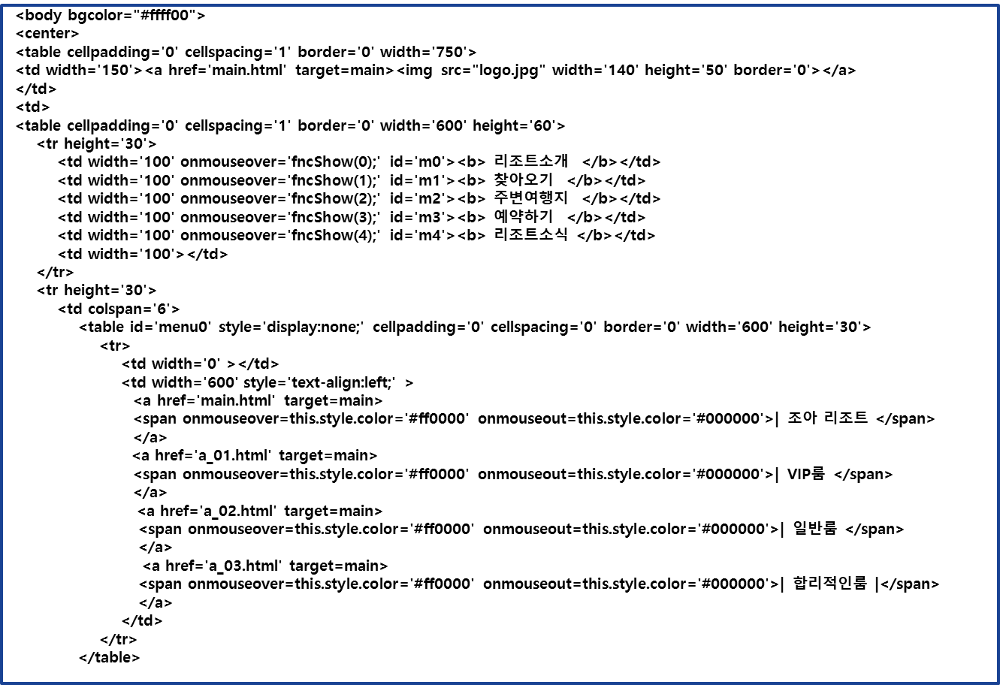 <body bgcolor="#ffff00">
<center>
<table cellpadding='0' cellspacing='1' border='0' width='750'>
<td width='150'><a href='main.html' target=main><img src="logo.jpg" width='140' height='50' border='0'></a>
</td>
<td>
<table cellpadding='0' cellspacing='1' border='0' width='600' height='60'>
<tr height='30'>
<td width='100' onmouseover='fncShow(0);' id='m0'><b> 리조트소개 </b></td>
<td width='100' onmouseover='fncShow(1);' id='m1'><b> 찾아오기 </b></td>
<td width='100' onmouseover='fncShow(2);' id='m2'><b> 주변여행지 </b></td>
<td width='100' onmouseover='fncShow(3);' id='m3'><b> 예약하기 </b></td>
<td width='100' onmouseover='fncShow(4);' id='m4'><b> 리조트소식 </b></td>
<td width='100'></td>
</tr>
<tr height='30'>
<td colspan='6'>
<table id='menu0' style='display:none;' cellpadding='0' cellspacing='0' border='0' width='600' height='30'>
<tr>
<td width='0' ></td>
<td width='600' style='text-align:left;' >
<a href='main.html' target=main>
<span onmouseover=this.style.color='#ff0000' onmouseout=this.style.color='#000000'>| 조아 리조트 </span>
</a>
<a href='a_01.html' target=main>
<span onmouseover=this.style.color='#ff0000' onmouseout=this.style.color='#000000'>| VIP룸 </span>
</a>
<a href='a_02.html' target=main>
<span onmouseover=this.style.color='#ff0000' onmouseout=this.style.color='#000000'>| 일반룸 </span>
</a>
<a href='a_03.html' target=main>
<span onmouseover=this.style.color='#ff0000' onmouseout=this.style.color='#000000'>| 합리적인룸 |</span>
</a>
</td>
</tr>
</table>